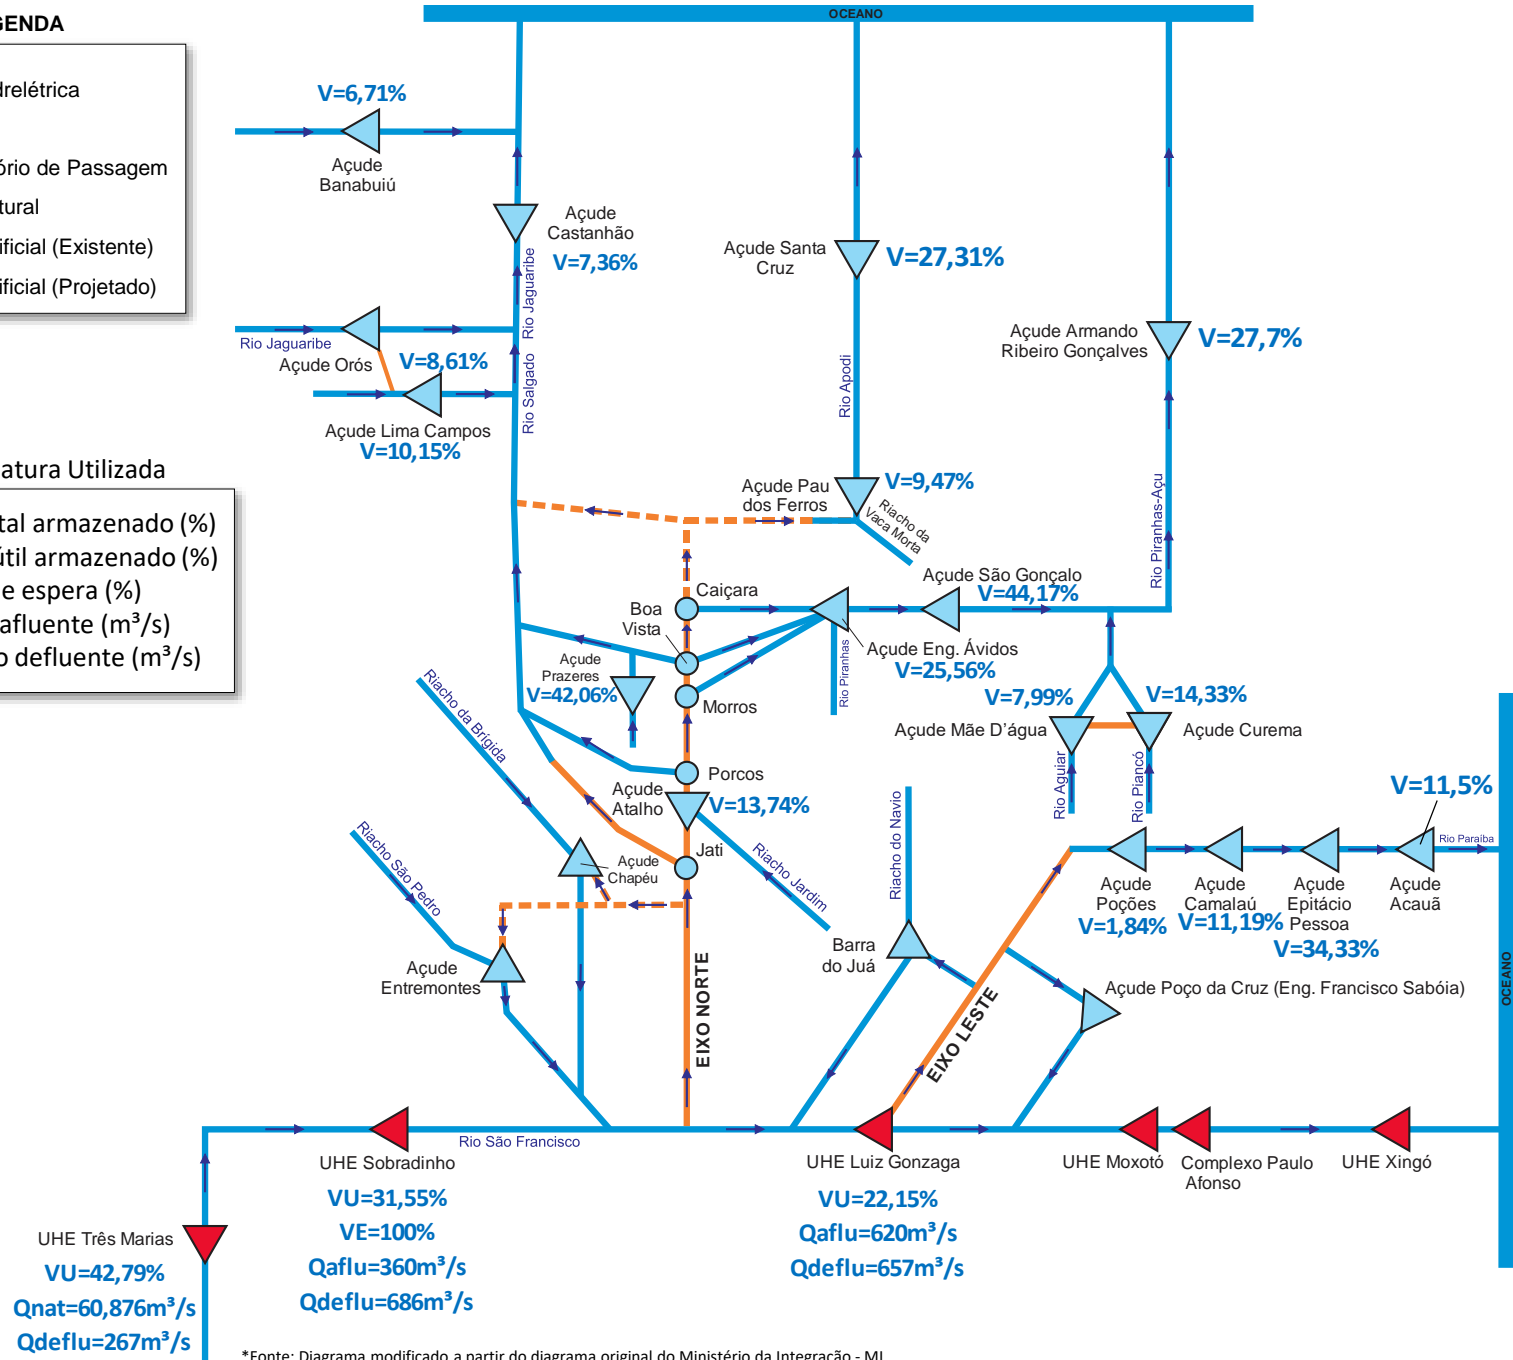 GENDA
drelétrica
ório de Passagem
tural
ificial (Existente)
ificial (Projetado)
atura Utilizada
tal armazenado (%)
útil armazenado (%)
e espera (%)
afluente (m³/s)
o defluente (m³/s)
OCEANO
V=6,71%
Açude
Banabuiú
Açude
Castanhão
V=7,36%
Rio Jaguaribe
Rio Jaguaribe
Açude Orós
V=8,61%
Rio Salgado
Açude Lima Campos
V=10,15%
Açude Santa
Cruz
V=27,31%
Rio Apodi
Açude Armando
Ribeiro Gonçalves
V=27,7%
Rio Piranhas-Açu
Açude Pau
dos Ferros
V=9,47%
Riacho da
Vaca Morta
Açude São Gonçalo
V=44,17%
Caiçara
Boa
Vista
Açude Eng. Ávidos
V=25,56%
Rio Piranhas
Açude
Prazeres
V=42,06%
Morros
Riacho da Brígida
Porcos
Açude
Atalho
V=13,74%
Jati
Riacho Jardim
Açude
Chapéu
Riacho São Pedro
Açude
Entremontes
EIXO NORTE
V=7,99%
V=14,33%
Açude Mãe D'água
Açude Curema
Rio Aguiar
Rio Piancó
V=11,5%
Rio Paraíba
Açude
Poções
V=1,84%
Açude
Camalaú
V=11,19%
Açude
Epitácio
Pessoa
V=34,33%
Açude
Acauã
Riacho do Navio
Barra
do Juá
Açude Poço da Cruz (Eng. Francisco Sabóia)
EIXO LESTE
OCEANO
Rio São Francisco
UHE Sobradinho
VU=31,55%
VE=100%
Qaflu=360m³/s
Qdeflu=686m³/s
UHE Luiz Gonzaga
VU=22,15%
Qaflu=620m³/s
Qdeflu=657m³/s
UHE Moxotó
Complexo Paulo
Afonso
UHE Xingó
UHE Três Marias
VU=42,79%
Qnat=60,876m³/s
Qdeflu=267m³/s
*Fonte: Diagrama modificado a partir do diagrama original do Ministério da Integração - MI